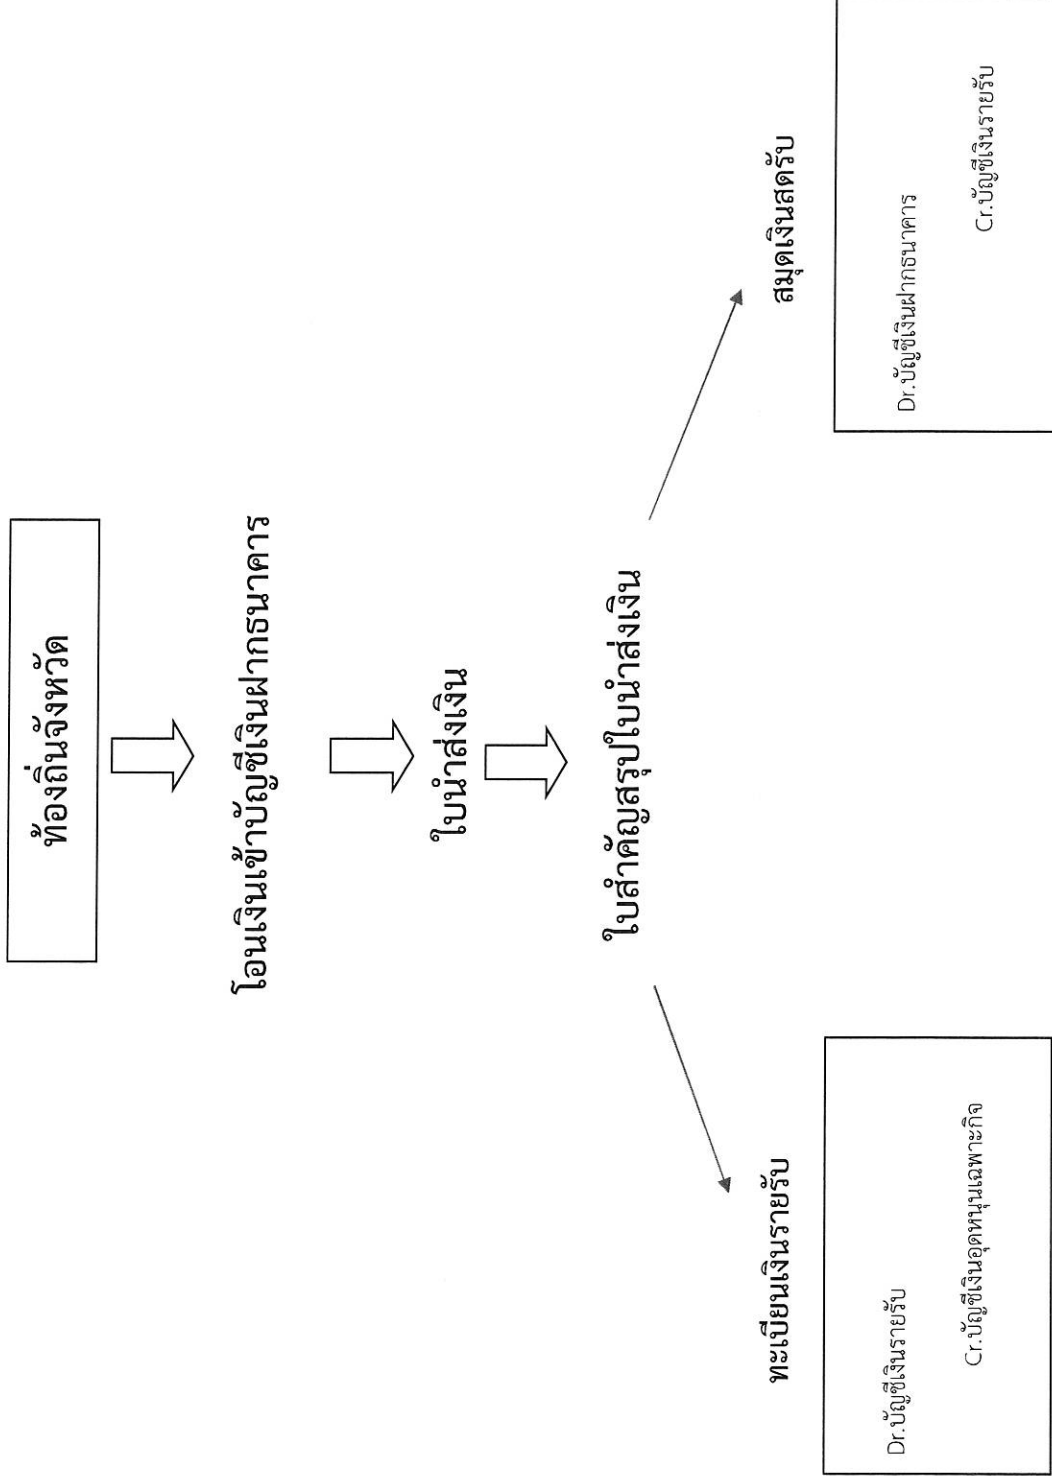 ท้องถิ่นจังหวัด
โอนเงินเข้าบัญชีเงินฝากธนาคาร
ใบนำส่งเงิน
ใบสำคัญสรุปใบนำส่งเงิน
ทะเบียนเงินรายรับ
สมุดเงินสดรับ
Dr.บัญชีเงินรายรับ
Cr.บัญชีเงินอุดหนุนเฉพาะกิจ
Dr.บัญชีเงินฝากธนาคาร
Cr.บัญชีเงินรายรับ